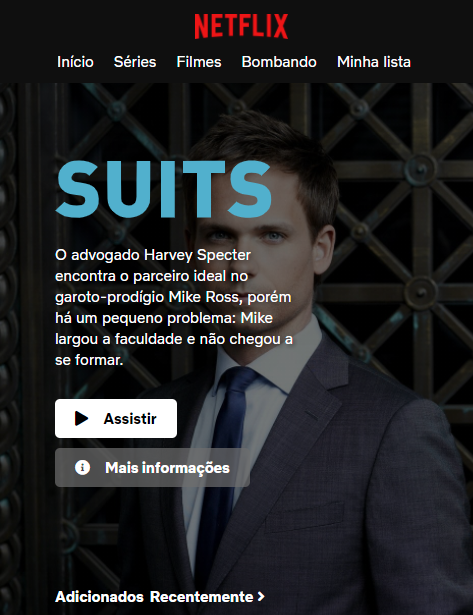 NETFLIX
Início Séries Filmes Bombando Minha lista
SUITS
O advogado Harvey Specter
encontra o parceiro ideal no
garoto-prodígio Mike Ross, porém
há um pequeno problema: Mike
largou a faculdade e não chegou a
se formar.
Assistir
Mais informações
Adicionados Recentemente